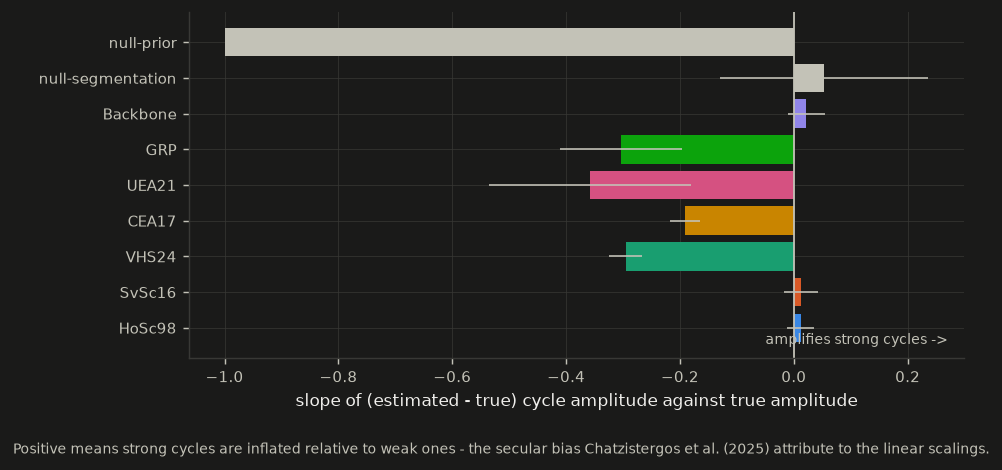 null-prior
null-segmentation
Backbone
GRP
UEA21
CEA17
VHS24
SvSc16
HoSc98
amplifies strong cycles ->
−1.0 −0.8 −0.6 −0.4 −0.2 0.0 0.2
slope of (estimated - true) cycle amplitude against true amplitude
Positive means strong cycles are inflated relative to weak ones - the secular bias Chatzistergos et al. (2025) attribute to the linear scalings.